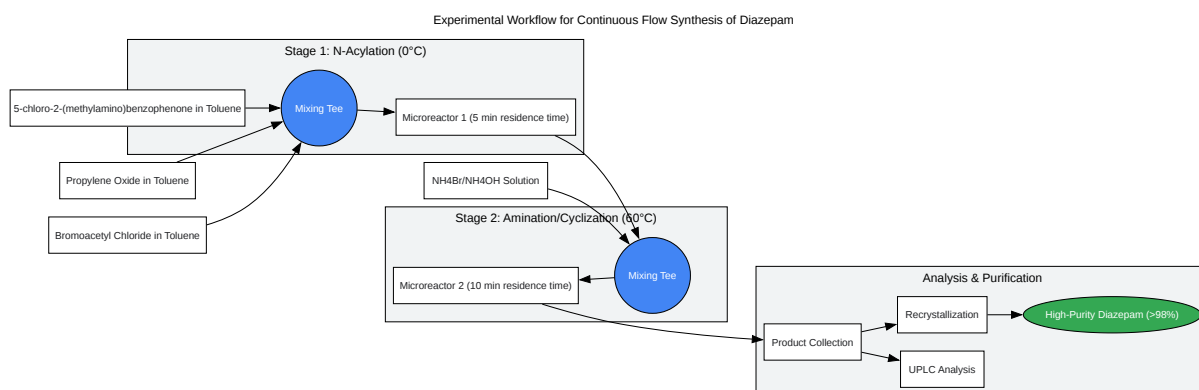 Experimental Workflow for Continuous Flow Synthesis of Diazepam
Stage 1: N-Acylation (0°C)
5-chloro-2-(methylamino)benzophenone in Toluene
Mixing Tee
Microreactor 1 (5 min residence time)
Propylene Oxide in Toluene
NH4Br/NH4OH Solution
Bromoacetyl Chloride in Toluene
Stage 2: Amination/Cyclization (60°C)
Mixing Tee
Microreactor 2 (10 min residence time)
Analysis & Purification
Recrystallization
High-Purity Diazepam (>98%)
Product Collection
UPLC Analysis